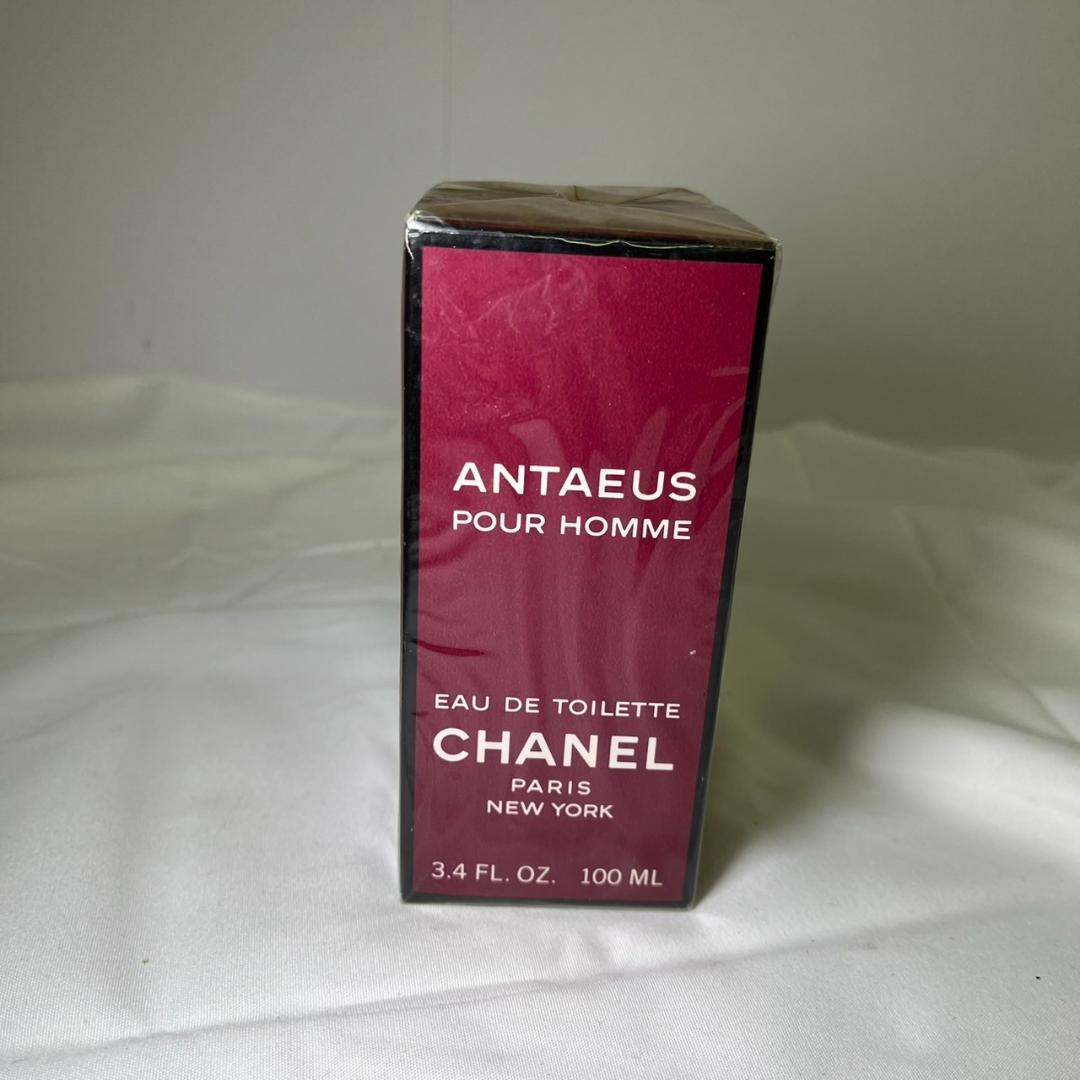 ANTAEUS
POUR HOMME
EAU DE TOILETTE
CHANEL
PARIS
NEW YORK
3.4 FL. OZ. 100 ML